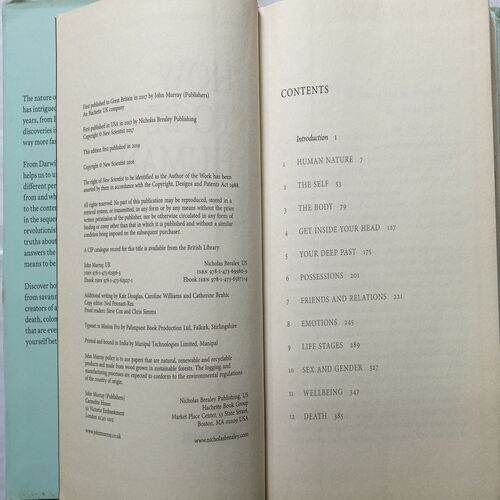 The nature o
has intrigue
years, from
discoveries i
way more fa
From Darwi
helps us to u
different per
from and wh
to the conte
in the seque
revolutionis
truths about
answers the
means to be
Discover ho
from savann
creators of a
death, color
that are eve
yourself bet
First published in Great Britain in 2017 by John Murray (Publishers)
An Hachette UK company
First published in USA in 2017 by Nicholas Brealey Publishing
Copyright © New Scientist 2017
This edition first published in 2019
Copyright © New Scientist 2016
The right of New Scientist to be identified as the Author of the Work has been
asserted by them in accordance with the Copyright, Designs and Patents Act 1988.
All rights reserved. No part of this publication may be reproduced, stored in a
retrieval system, or transmitted, in any form or by any means without the prior
written permission of the publisher, nor be otherwise circulated in any form of
binding or cover other than that in which it is published and without a similar
condition being imposed on the subsequent purchaser.
A CIP catalogue record for this title is available from the British Library
John Murray, UK
Nicholas Brealey, US
Additional writing by Kate Douglas, Caroline Williams and Catherine Brahic
Copy editor: Ned Pennant-Rea
Proof readers: Steve Cox and Chris Simms
Typeset in Mission Pro by Palimpsest Book Production Ltd, Falkirk, Stirlingshire
Printed and bound in India by Manipal Technologies Limited, Manipal
John Murray policy is to use papers that are natural, renewable and recyclable
products and made from wood grown in sustainable forests. The logging and
manufacturing processes are expected to conform to the environmental regulations
of the country of origin.
John Murray (Publishers)
Carmelite House
50 Victoria Embankment
London EC4Y 0DZ
www.johnmurray.co.uk
Nicholas Brealey Publishing, US
Hachette Book Group
Market Place Center, 53 State Street,
Boston, MA 02109 USA
www.nicholasbrealey.com
CONTENTS
Introduction 1
1 HUMAN NATURE 7
2 THE SELF 53
3 THE BODY 79
4 GET INSIDE YOUR HEAD 127
5 YOUR DEEP PAST 175
6 POSSESSIONS 201
7 FRIENDS AND RELATIONS 221
8 EMOTIONS 245
9 LIFE STAGES 289
10 SEX AND GENDER 327
11 WELLBEING 347
12 DEATH 385